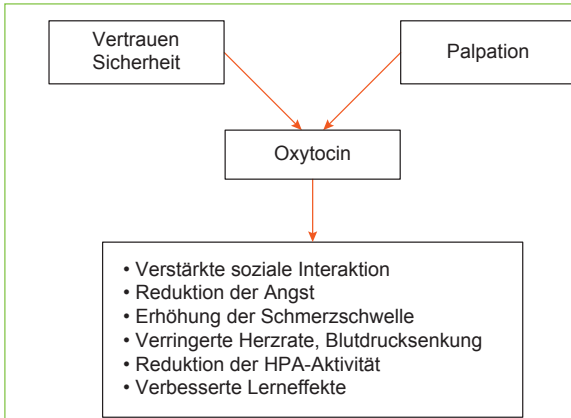 Vertrauen
Sicherheit
Palpation
Oxytocin
• Verstärkte soziale Interaktion
• Reduktion der Angst
• Erhöhung der Schmerzschwelle
• Verringerte Herzrate, Blutdrucksenkung
• Reduktion der HPA-Aktivität
• Verbesserte Lerneffekte